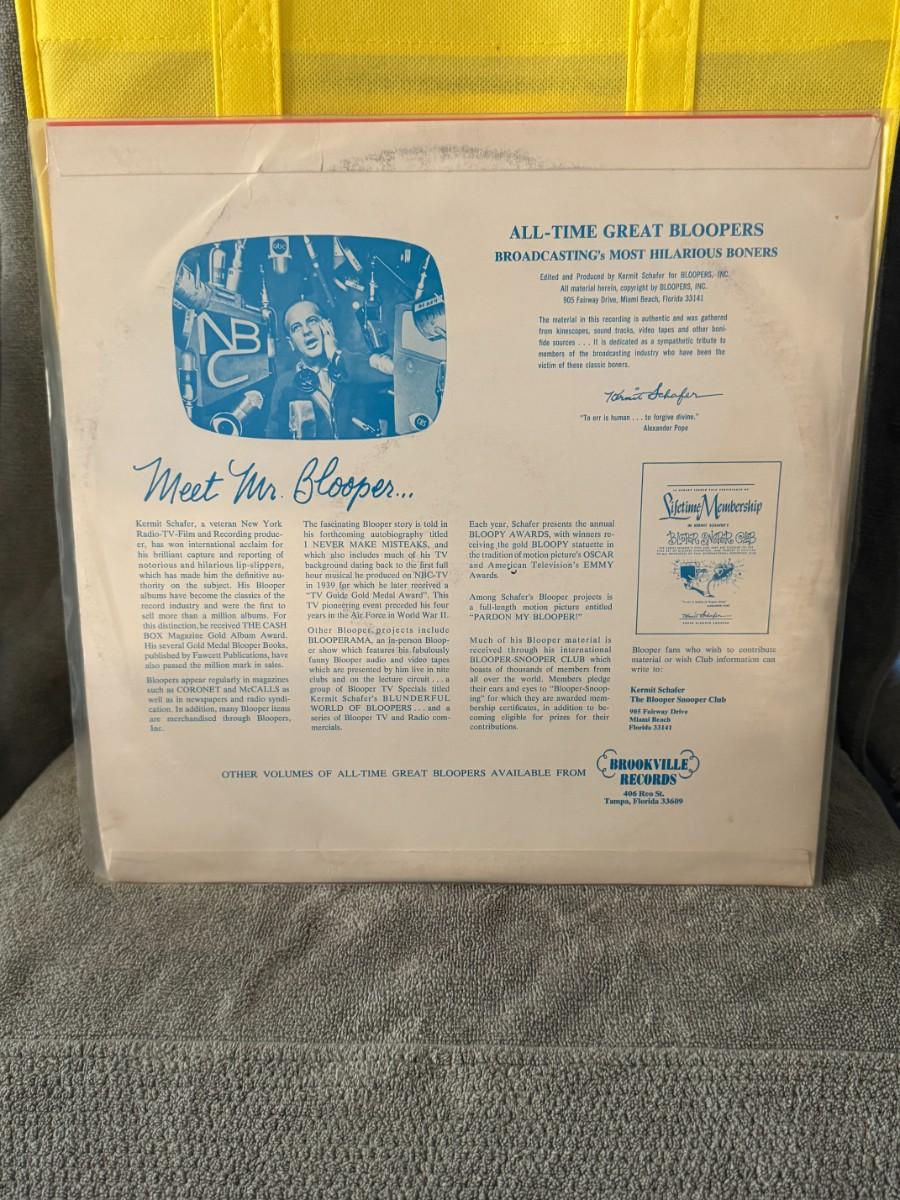 abc
NBC
CBS
ALL-TIME GREAT BLOOPERS
BROADCASTING's MOST HILARIOUS BONERS
Edited and Produced by Kermit Schafer for BLOOPERS, INC.
All material herein, copyright by BLOOPERS, INC.
905 Fairway Drive, Miami Beach, Florida 33141
The material in this recording is authentic and was gathered
from kinescopes, sound tracks, video tapes and other boni-
fide sources . . . It is dedicated as a sympathetic tribute to
members of the broadcasting industry who have been the
victim of these classic boners.
Kermit Schafer
"To err is human . . . to forgive divine."
Alexander Pope
Meet Mr. Blooper...
Kermit Schafer, a veteran New York
Radio-TV-Film and Recording produc-
er, has won international acclaim for
his brilliant capture and reporting of
notorious and hilarious lip-slippers,
which has made him the definitive au-
thority on the subject. His Blooper
albums have become the classics of the
record industry and were the first to
sell more than a million albums. For
this distinction, he received THE CASH
BOX Magazine Gold Album Award.
His several Gold Medal Blooper Books,
published by Fawcett Publications, have
also passed the million mark in sales.
Bloopers appear regularly in magazines
such as CORONET and McCALLS as
well as in newspapers and radio syndi-
cation. In addition, many Blooper items
are merchandised through Bloopers,
Inc.
The fascinating Blooper story is told in
his forthcoming autobiography titled
I NEVER MAKE MISTEAKS, and
which also includes much of his TV
background dating back to the first full
hour musical he produced on NBC-TV
in 1939 for which he later received a
"TV Guide Gold Medal Award". This
TV pioneering event preceded his four
years in the Air Force in World War II.
Other Blooper projects include
BLOOPERAMA, an in-person Bloop-
er show which features his fabulously
funny Blooper audio and video tapes
which are presented by him live in nite
clubs and on the lecture circuit . . . a
group of Blooper TV Specials titled
Kermit Schafer's BLUNDERFUL
WORLD OF BLOOPERS . . . and a
series of Blooper TV and Radio com-
mercials.
Each year, Schafer presents the annual
BLOOPY AWARDS, with winners re-
ceiving the gold BLOOPY statuette in
the tradition of motion picture's OSCAR
and American Television's EMMY
Awards.
Among Schafer's Blooper projects is
a full-length motion picture entitled
"PARDON MY BLOOPER!"
Much of his Blooper material is
received through his international
BLOOPER-SNOOPER CLUB which
boasts of thousands of members from
all over the world. Members pledge
their ears and eyes to "Blooper-Snoop-
ing" for which they are awarded mem-
bership certificates, in addition to be-
coming eligible for prizes for their
contributions.
Lifetime Membership
IN KERMIT SCHAFER'S
BLOOPER SNOOPER CLUB
Blooper fans who wish to contribute
material or wish Club information can
write to:
Kermit Schafer
The Blooper Snooper Club
905 Fairway Drive
Miami Beach
Florida 33141
OTHER VOLUMES OF ALL-TIME GREAT BLOOPERS AVAILABLE FROM
BROOKVILLE
RECORDS
406 Reo St.
Tampa, Florida 33609